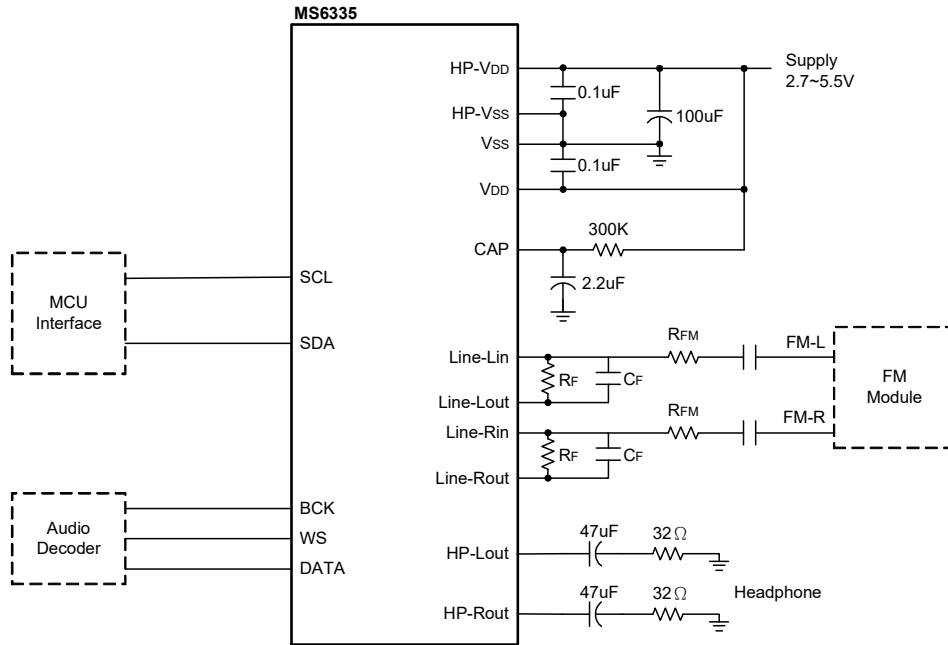 MS6335
HP-VDD
Supply
2.7~5.5V
0.1uF
HP-VSS
100uF
VSS
0.1uF
VDD
300K
CAP
2.2uF
MCU
Interface
SCL
SDA
Line-Lin
RFM
FM-L
RF
CF
FM
Module
Line-Lout
Line-Rin
RFM
FM-R
RF
CF
Line-Rout
Audio
Decoder
BCK
WS
DATA
47uF
32Ω
HP-Lout
47uF
32Ω
Headphone
HP-Rout